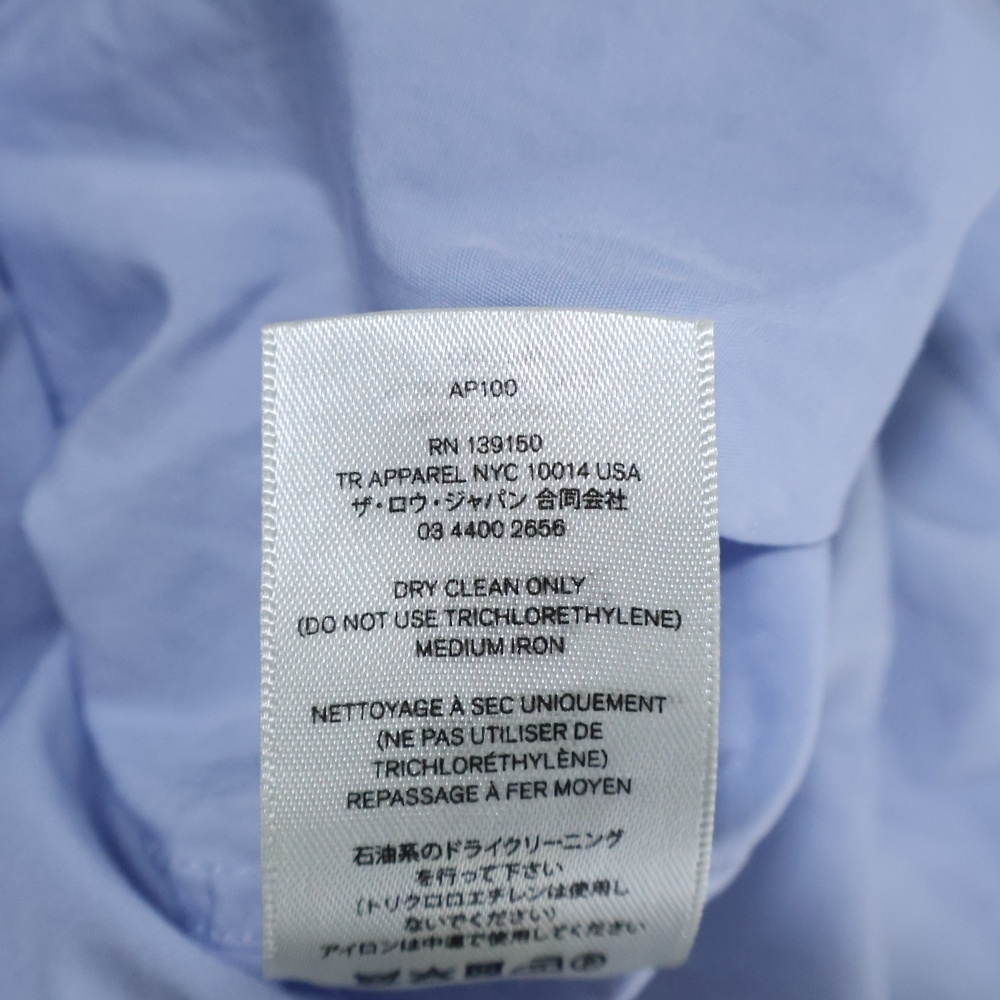 AP100
RN 139150
TR APPAREL NYC 10014 USA
ザ・ロウ・ジャパン 合同会社
03 4400 2656
DRY CLEAN ONLY
(DO NOT USE TRICHLORETHYLENE)
MEDIUM IRON
NETTOYAGE À SEC UNIQUEMENT
(NE PAS UTILISER DE
TRICHLORÉTHYLÈNE)
REPASSAGE À FER MOYEN
石油系のドライクリーニング
を行って下さい
(トリクロロエチレンは使用し
ないでください)
アイロンは中温で使用してください